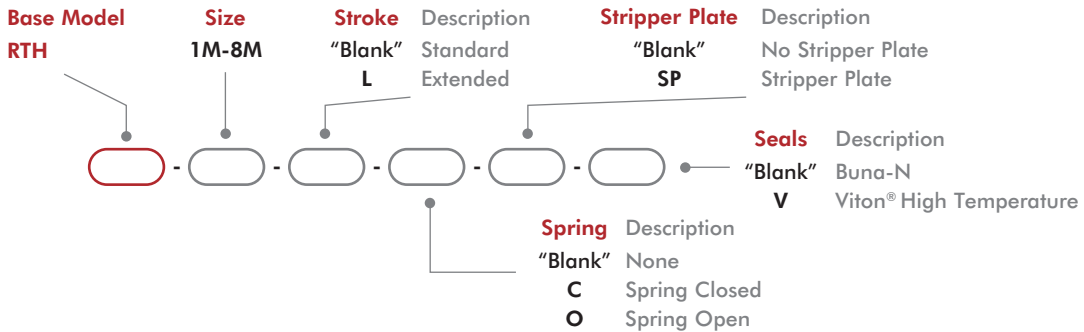 Base Model Size Stroke Description Stripper Plate Description
RTH 1M-8M “Blank” Standard “Blank” No Stripper Plate
L Extended SP Stripper Plate
- - - - -
Seals Description
“Blank” Buna-N
V Viton® High Temperature
Spring Description
“Blank” None
C Spring Closed
O Spring Open